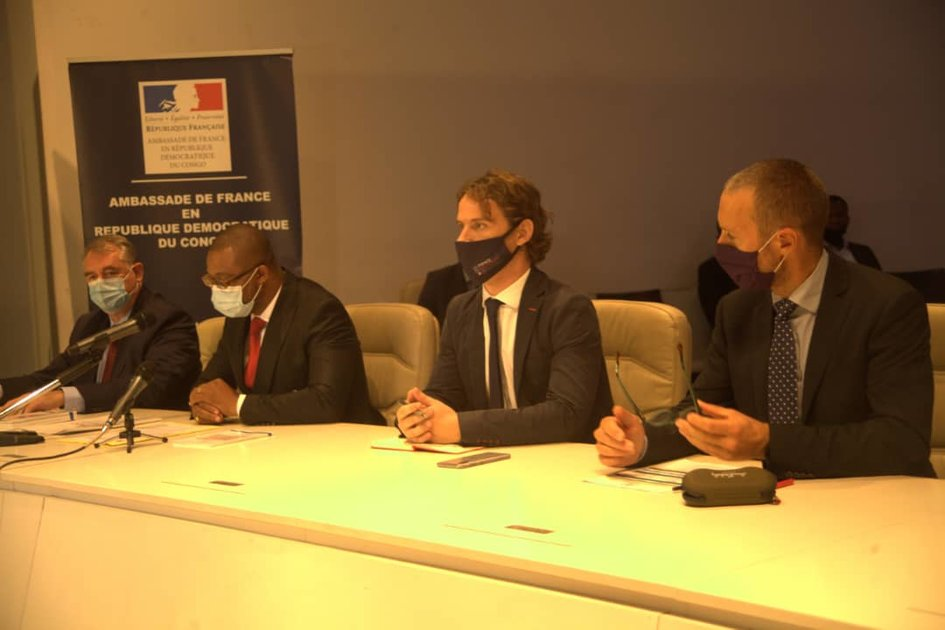 Liberté • Égalité • Fraternité
RÉPUBLIQUE FRANÇAISE
AMBASSADE DE FRANCE
EN RÉPUBLIQUE
DÉMOCRATIQUE
DU CONGO
AMBASSADE DE FRANCE
EN
REPUBLIQUE DEMOCRATIQUE
DU CONG